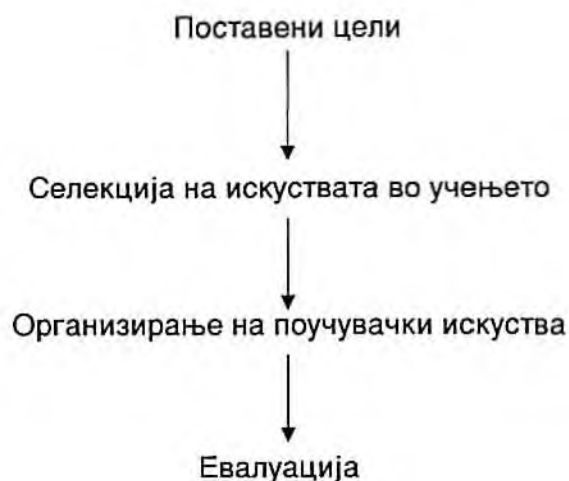 Поставени цели
Селекција на искуствата во учењето
Организирање на поучувачки искуства
Евалуација